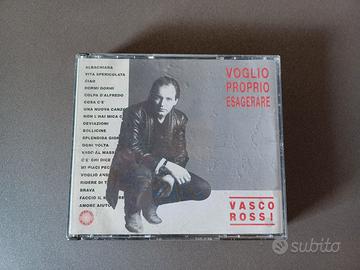 ALBACHIARA
VITA SPERICOLATA
CIAO
DORMI DORMI
COLPA D'ALFREDO
COSA C'E'
UNA NUOVA CANZO
NON L'HAI MICA C
DEVIAZIONI
BOLLICINE
SPLENDIDA GIOR
OGNI VOLTA
VADO AL MASS
C'E' CHI DICE
MI PIACI PERC
VOGLIO AND
RIDERE DI T
BRAVA
FACCIO IL M
AMORE AIUTO
VOGLIO
PROPRIO
ESAGERARE
VASCO
ROSSI
subito.it